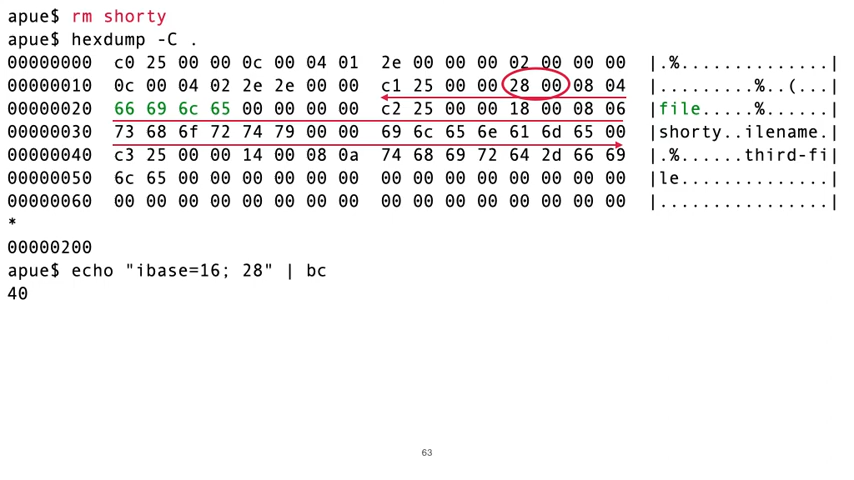 apue$ rm shorty
apue$ hexdump -C .
00000000  c0 25 00 00 0c 00 04 01  2e 00 00 00 02 00 00 00  |.%..............|
00000010  0c 00 04 02 2e 2e 00 00  c1 25 00 00 28 00 08 04  |.........%..(...|
00000020  66 69 6c 65 00 00 00 00  c2 25 00 00 18 00 08 06  |file.....%......|
00000030  73 68 6f 72 74 79 00 00  69 6c 65 6e 61 6d 65 00  |shorty..ilename.|
00000040  c3 25 00 00 14 00 08 0a  74 68 69 72 64 2d 66 69  |.%......third-fi|
00000050  6c 65 00 00 00 00 00 00  00 00 00 00 00 00 00 00  |le..............|
00000060  00 00 00 00 00 00 00 00  00 00 00 00 00 00 00 00  |................|
*
00000200
apue$ echo "ibase=16; 28" | bc
40
63